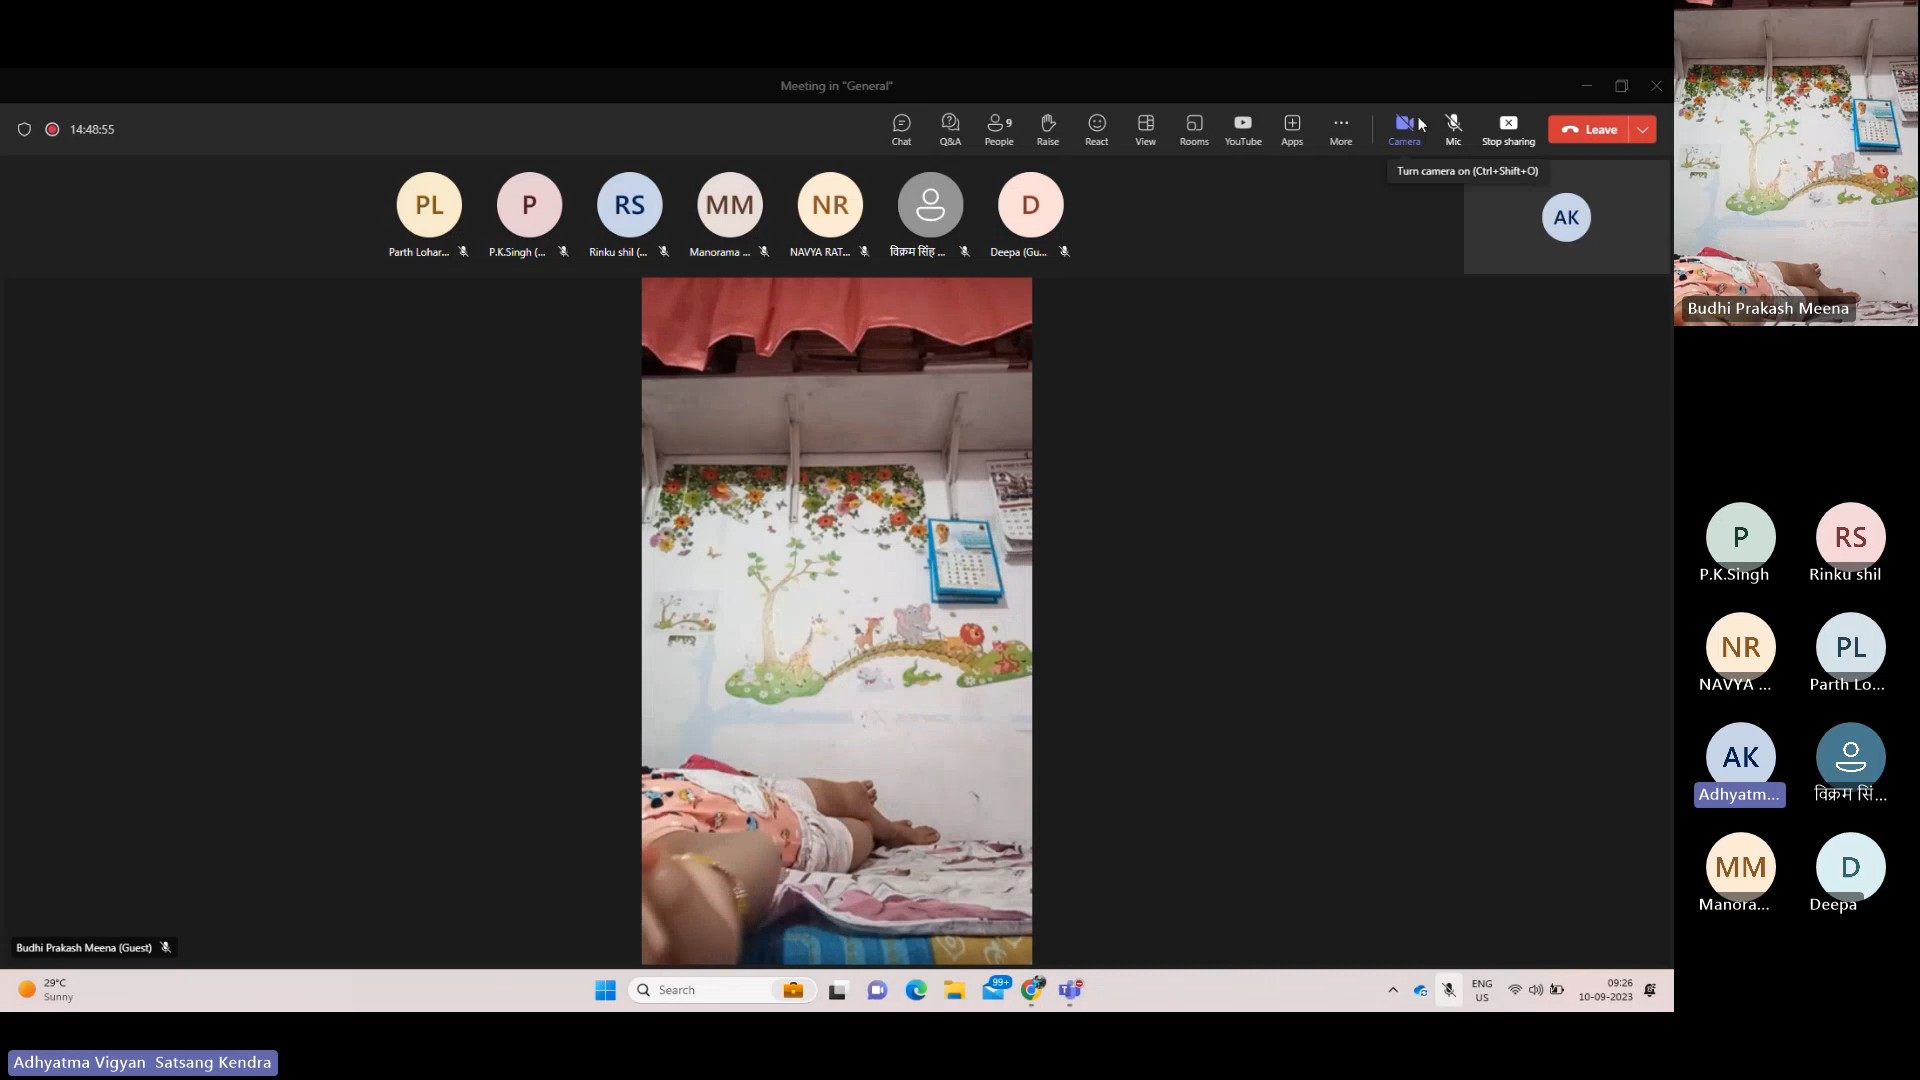 Meeting in "General"
14:48:55
Chat
Q&A
9
People
Raise
React
View
Rooms
YouTube
Apps
More
Camera
Mic
Stop sharing
Leave
Turn camera on (Ctrl+Shift+O)
PL
P
RS
MM
NR
D
AK
Parth Lohar...
P.K.Singh (...
Rinku shil (...
Manorama ...
NAVYA RAT...
विक्रम सिंह ...
Deepa (Gu...
Budhi Prakash Meena
P
RS
P.K.Singh
Rinku shil
NR
PL
NAVYA ...
Parth Lo...
AK
Adhyatm...
विक्रम सिं...
MM
D
Manora...
Deepa
Budhi Prakash Meena (Guest)
29°C
Sunny
Search
99+
ENG
US
09:26
10-09-2023
Adhyatma Vigyan Satsang Kendra